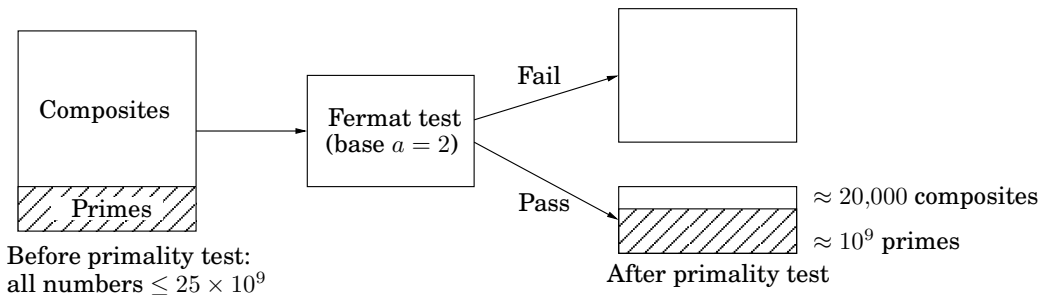 Composites
Primes
Before primality test:
all numbers ≤ 25 × 10⁹
Fermat test
(base a = 2)
Fail
Pass
≈ 20,000 composites
≈ 10⁹ primes
After primality test